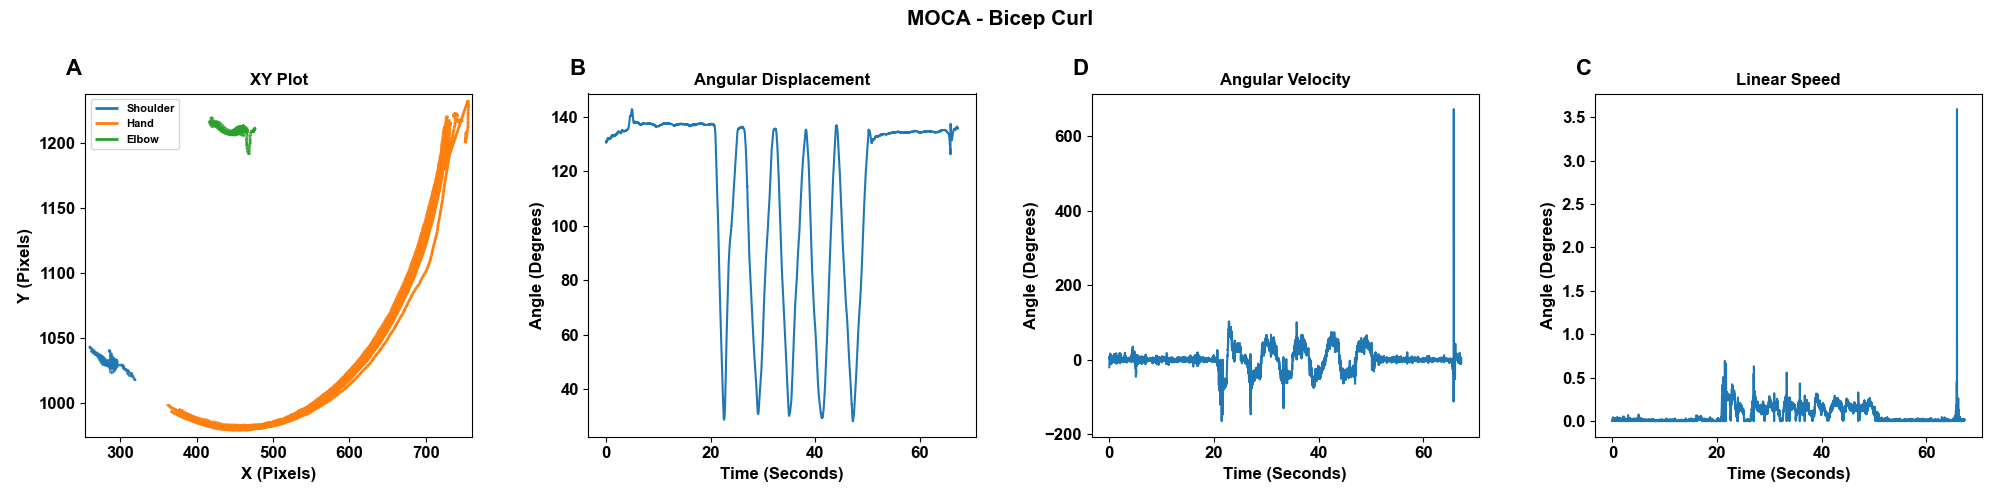 MOCA - Bicep Curl
A
XY Plot
Shoulder
Hand
Elbow
1200
1150
1100
1050
1000
Y (Pixels)
300 400 500 600 700
X (Pixels)
B
Angular Displacement
140
120
100
80
60
40
Angle (Degrees)
0 20 40 60
Time (Seconds)
D
Angular Velocity
600
400
200
0
−200
Angle (Degrees)
0 20 40 60
Time (Seconds)
C
Linear Speed
3.5
3.0
2.5
2.0
1.5
1.0
0.5
0.0
Angle (Degrees)
0 20 40 60
Time (Seconds)